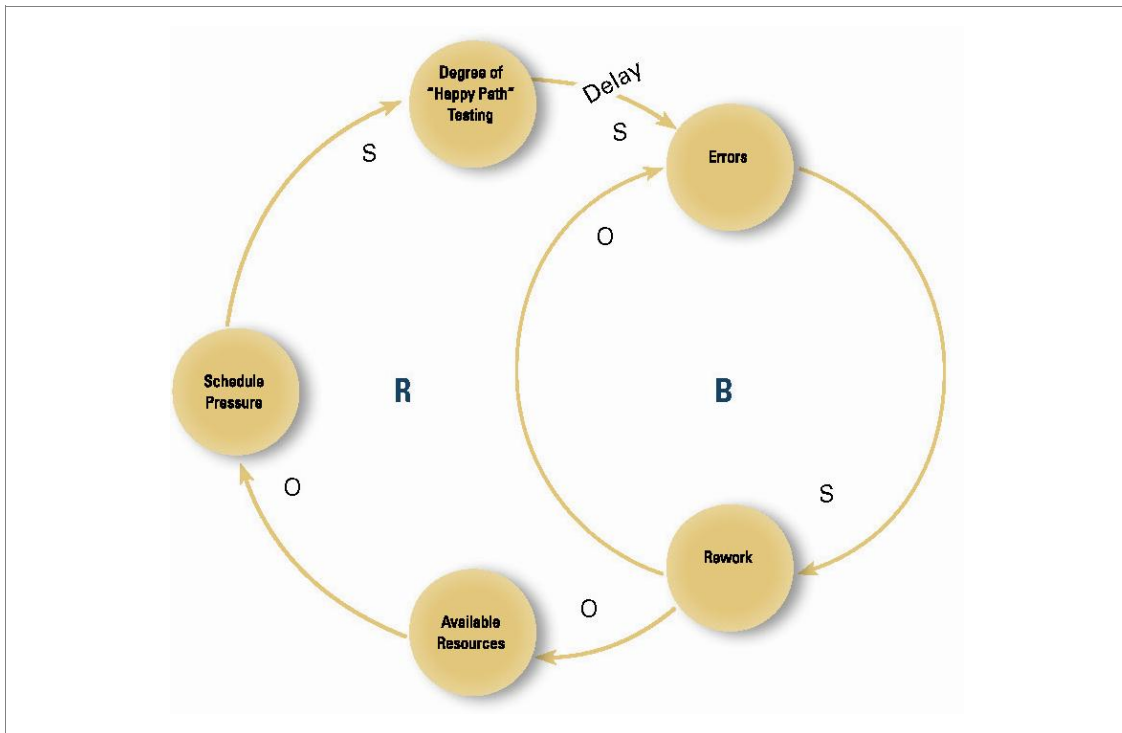 Degree of
"Happy Path"
Testing
Delay
S
Errors
S
O
R
B
Schedule
Pressure
O
S
Rework
O
Available
Resources